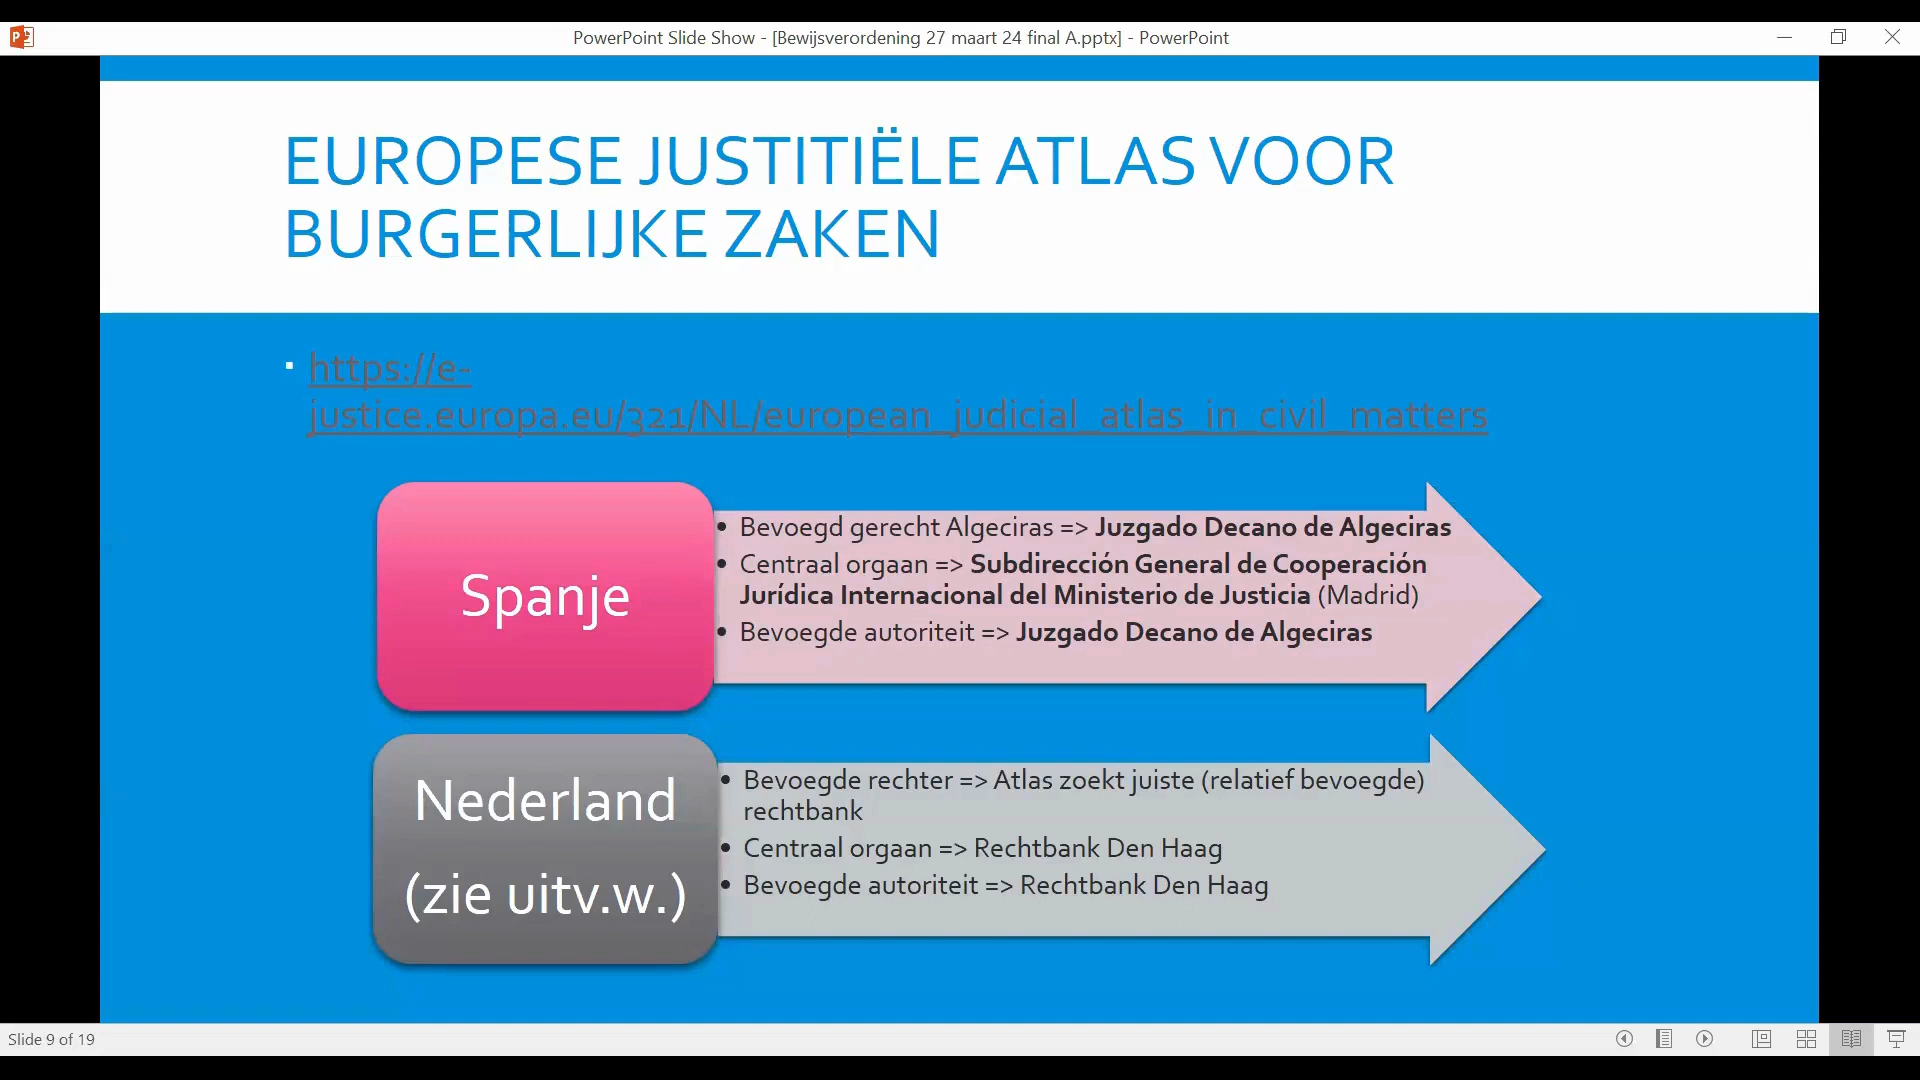 PowerPoint Slide Show - [Bewijsverordening 27 maart 24 final A.pptx] - PowerPoint
EUROPESE JUSTITIËLE ATLAS VOOR
BURGERLIJKE ZAKEN
▪ https://e-
justice.europa.eu/321/NL/european_judicial_atlas_in_civil_matters
Spanje
• Bevoegd gerecht Algeciras => Juzgado Decano de Algeciras
• Centraal orgaan => Subdirección General de Cooperación
Jurídica Internacional del Ministerio de Justicia (Madrid)
• Bevoegde autoriteit => Juzgado Decano de Algeciras
Nederland
(zie uitv.w.)
• Bevoegde rechter => Atlas zoekt juiste (relatief bevoegde)
rechtbank
• Centraal orgaan => Rechtbank Den Haag
• Bevoegde autoriteit => Rechtbank Den Haag
Slide 9 of 19